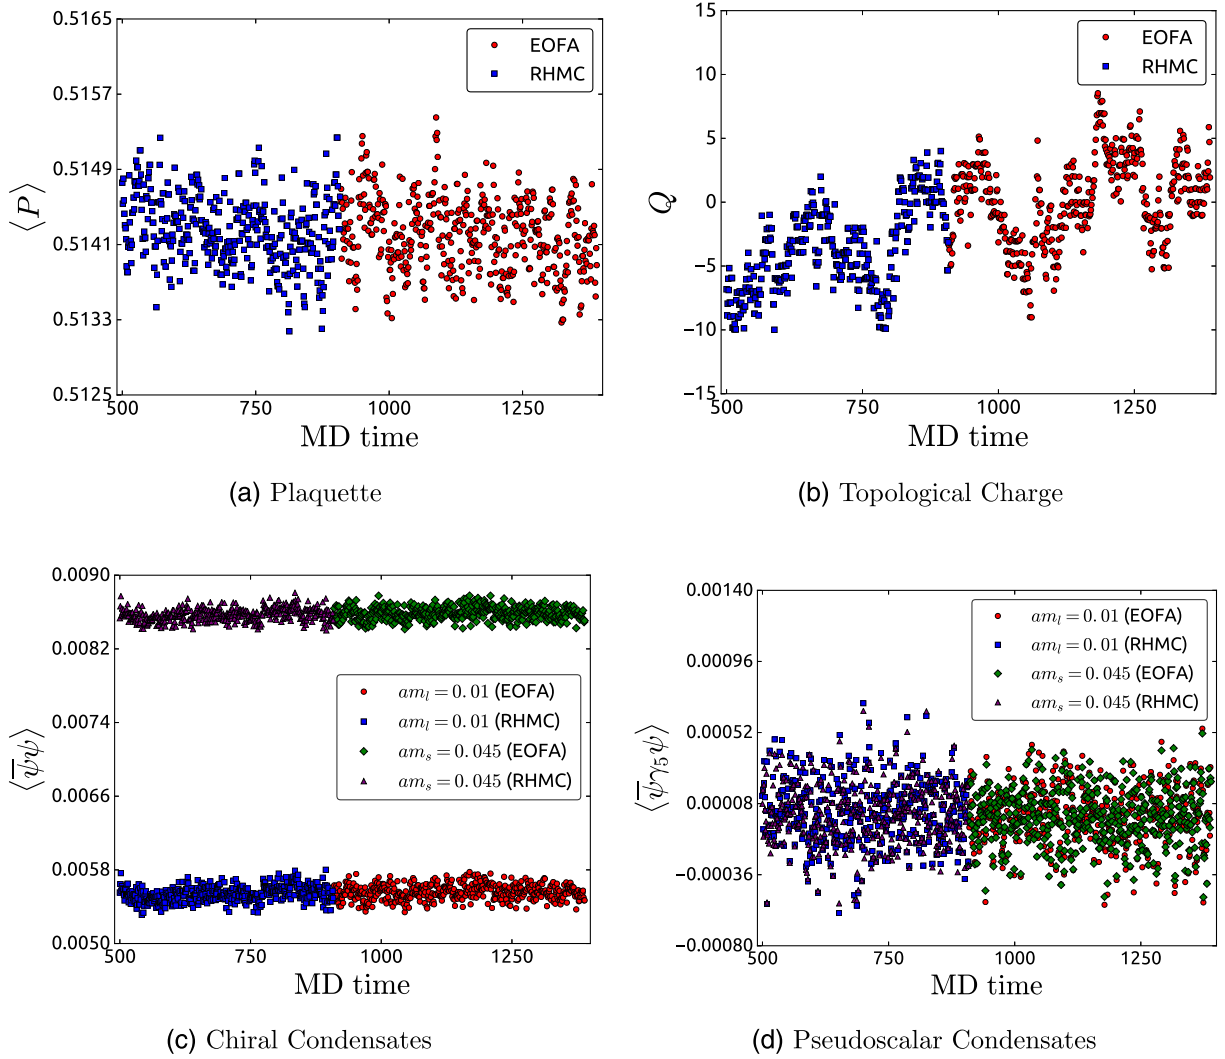 0.5165
0.5157
0.5149
0.5141
0.5133
0.5125
⟨P⟩
EOFA
RHMC
500
750
1000
1250
MD time
(a) Plaquette
15
10
5
0
−5
−10
−15
Q
EOFA
RHMC
500
750
1000
1250
MD time
(b) Topological Charge
0.0090
0.0082
0.0074
0.0066
0.0058
0.0050
⟨ψ̅ψ⟩
am_l = 0.01 (EOFA)
am_l = 0.01 (RHMC)
am_s = 0.045 (EOFA)
am_s = 0.045 (RHMC)
500
750
1000
1250
MD time
(c) Chiral Condensates
0.00140
0.00096
0.00052
0.00008
−0.00036
−0.00080
⟨ψ̅γ₅ψ⟩
am_l = 0.01 (EOFA)
am_l = 0.01 (RHMC)
am_s = 0.045 (EOFA)
am_s = 0.045 (RHMC)
500
750
1000
1250
MD time
(d) Pseudoscalar Condensates